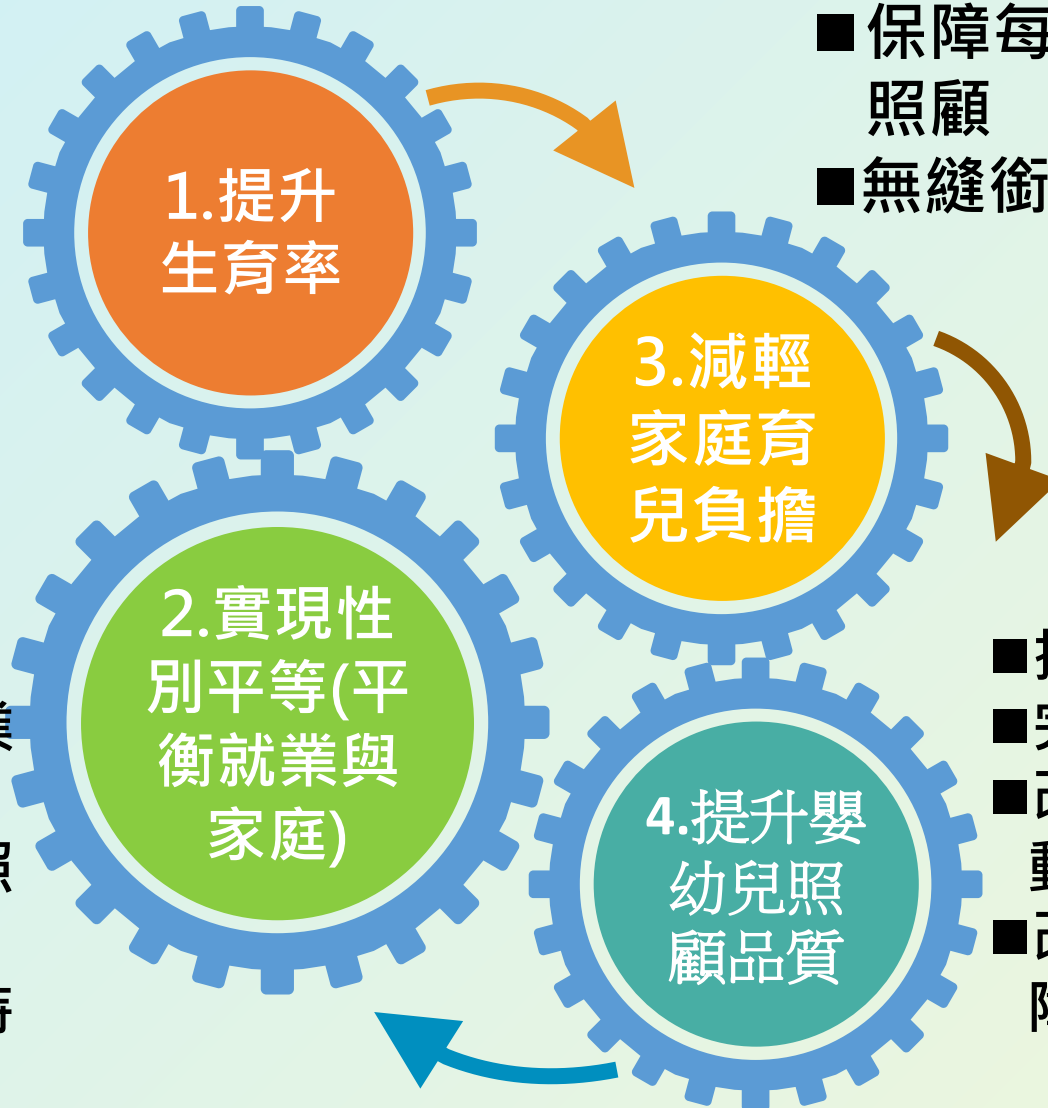 ■保障每
照顧
■無縫銜
1.提升
生育率
3.減輕
家庭育
兒負擔
2.實現性
別平等(平
衡就業與
家庭)
業
照
4.提升嬰
幼兒照
顧品質